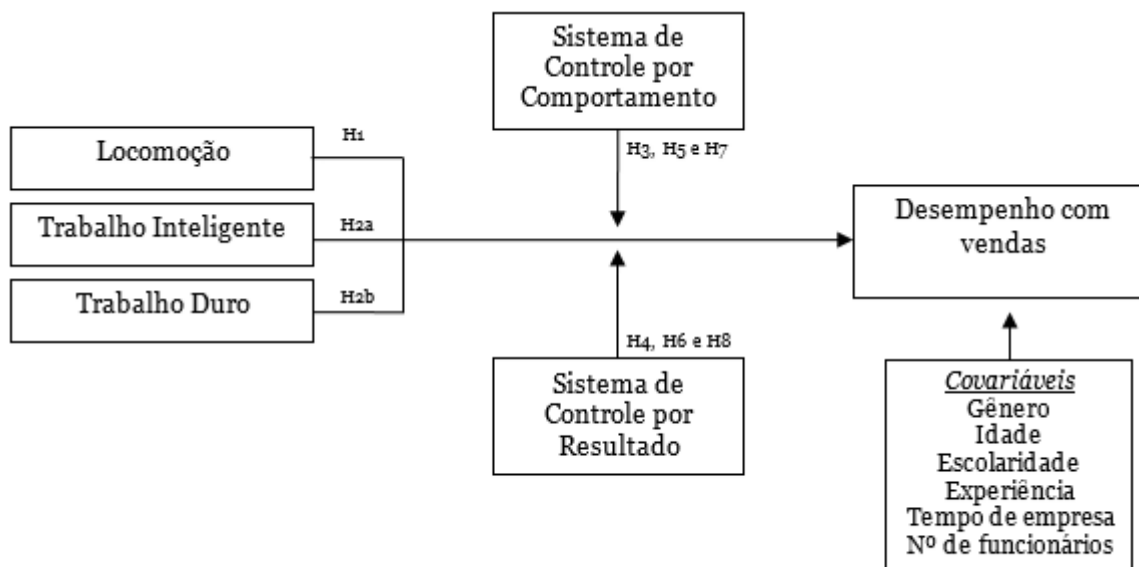 Sistema de
Controle por
Comportamento
H3, H5 e H7
Locomoção
H1
Trabalho Inteligente
H2a
Trabalho Duro
H2b
Desempenho com
vendas
H4, H6 e H8
Sistema de
Controle por
Resultado
Covariáveis
Gênero
Idade
Escolaridade
Experiência
Tempo de empresa
Nº de funcionários